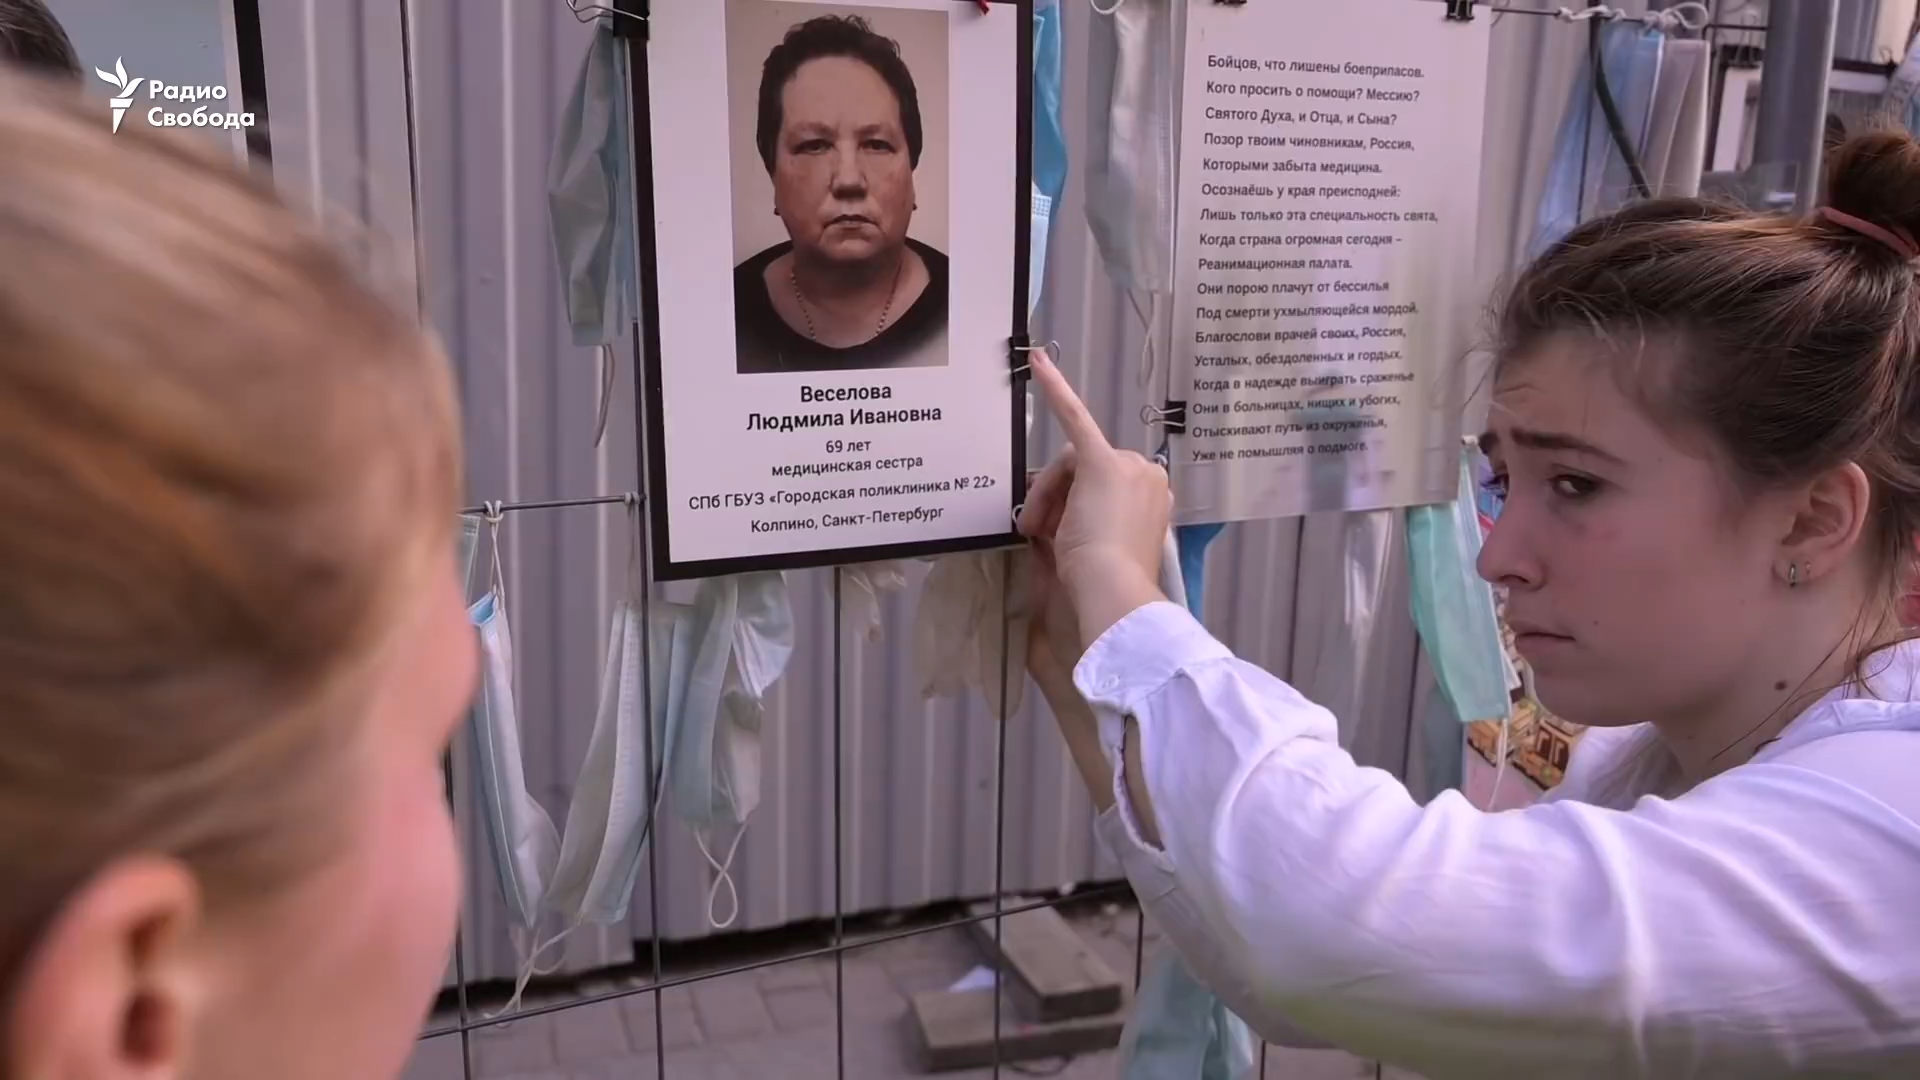 Радио
Свобода
Веселова
Людмила Ивановна
69 лет
медицинская сестра
СПб ГБУЗ «Городская поликлиника № 22»
Колпино, Санкт-Петербург
Бойцов, что лишены боеприпасов.
Кого просить о помощи? Мессию?
Святого Духа, и Отца, и Сына?
Позор твоим чиновникам, Россия,
Которыми забыта медицина.
Осознаёшь у края преисподней:
Лишь только эта специальность свята,
Когда страна огромная сегодня –
Реанимационная палата.
Они порою плачут от бессилья
Под смерти ухмыляющейся мордой.
Благослови врачей своих, Россия,
Усталых, обездоленных и гордых.
Когда в надежде выиграть сраженье
Они в больницах, нищих и убогих,
Отыскивают путь из окруженья,
Уже не помышляя о подмоге.